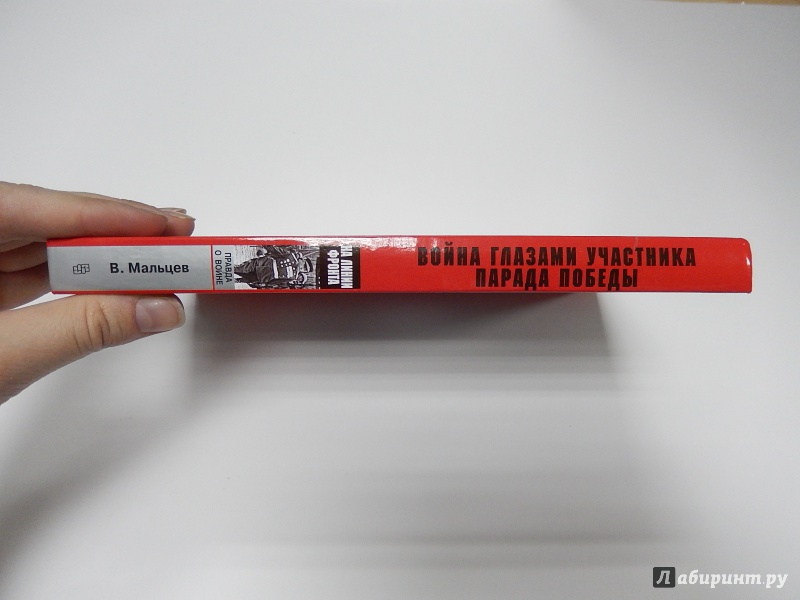 В. Мальцев
ПРАВДА
О ВОЙНЕ
НА ЛИНИИ
ФРОНТА
ВОЙНА ГЛАЗАМИ УЧАСТНИКА
ПАРАДА ПОБЕДЫ
Лабиринт.ру